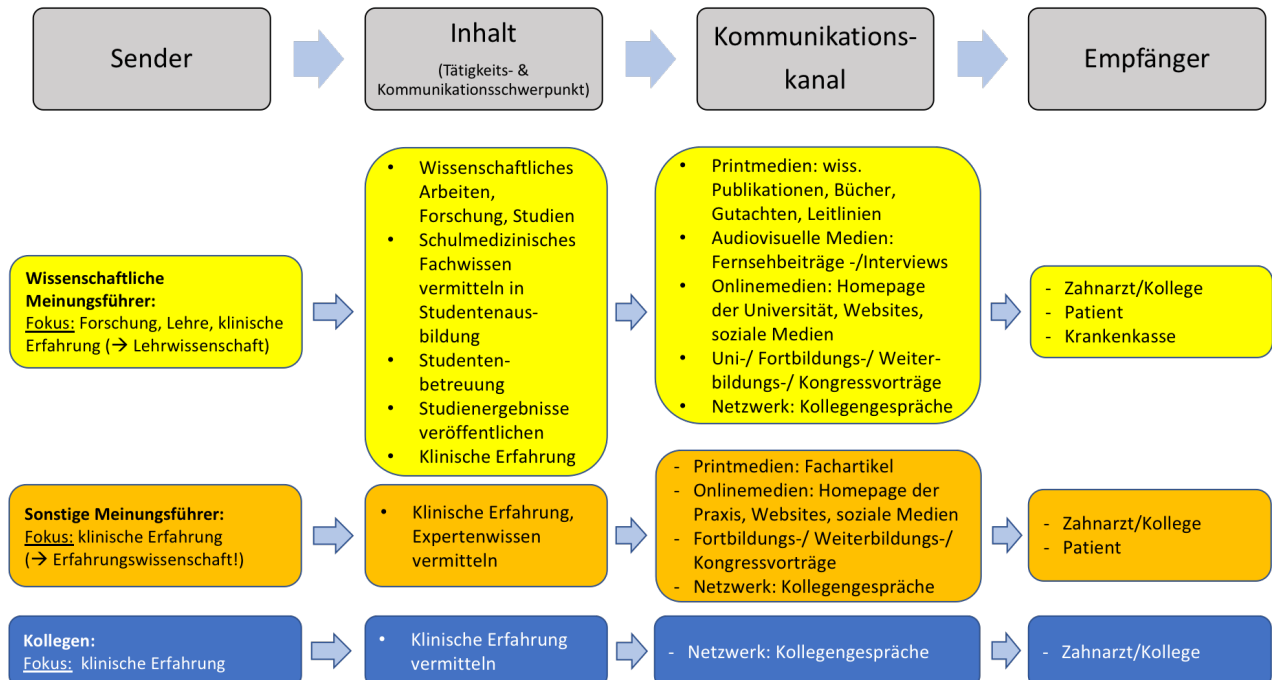 Sender
Inhalt
(Tätigkeits- &
Kommunikationsschwerpunkt)
Kommunikations-
kanal
Empfänger
Wissenschaftliche
Meinungsführer:
Fokus: Forschung, Lehre, klinische
Erfahrung (→ Lehrwissenschaft)
• Wissenschaftliches
Arbeiten,
Forschung, Studien
• Schulmedizinisches
Fachwissen
vermitteln in
Studentenaus-
bildung
• Studenten-
betreuung
• Studienergebnisse
veröffentlichen
• Klinische Erfahrung
• Printmedien: wiss.
Publikationen, Bücher,
Gutachten, Leitlinien
• Audiovisuelle Medien:
Fernsehbeiträge -/Interviews
• Onlinemedien: Homepage
der Universität, Websites,
soziale Medien
• Uni-/ Fortbildungs-/ Weiter-
bildungs-/ Kongressvorträge
• Netzwerk: Kollegengespräche
- Zahnarzt/Kollege
- Patient
- Krankenkasse
Sonstige Meinungsführer:
Fokus: klinische Erfahrung
(→ Erfahrungswissenschaft!)
• Klinische Erfahrung,
Expertenwissen
vermitteln
- Printmedien: Fachartikel
- Onlinemedien: Homepage der
Praxis, Websites, soziale Medien
- Fortbildungs-/ Weiterbildungs-/
Kongressvorträge
- Netzwerk: Kollegengespräche
- Zahnarzt/Kollege
- Patient
Kollegen:
Fokus: klinische Erfahrung
• Klinische Erfahrung
vermitteln
- Netzwerk: Kollegengespräche
- Zahnarzt/Kollege